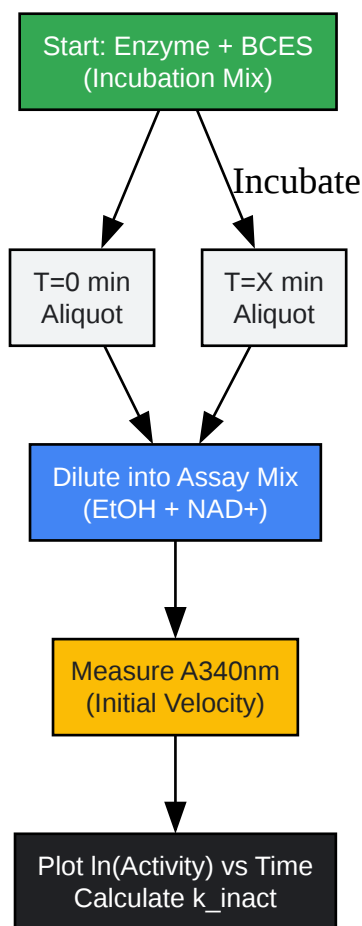 Start: Enzyme + BCES
(Incubation Mix)
Incubate
T=0 min
Aliquot
T=X min
Aliquot
Dilute into Assay Mix
(EtOH + NAD+)
Measure A340nm
(Initial Velocity)
Plot ln(Activity) vs Time
Calculate k_inact